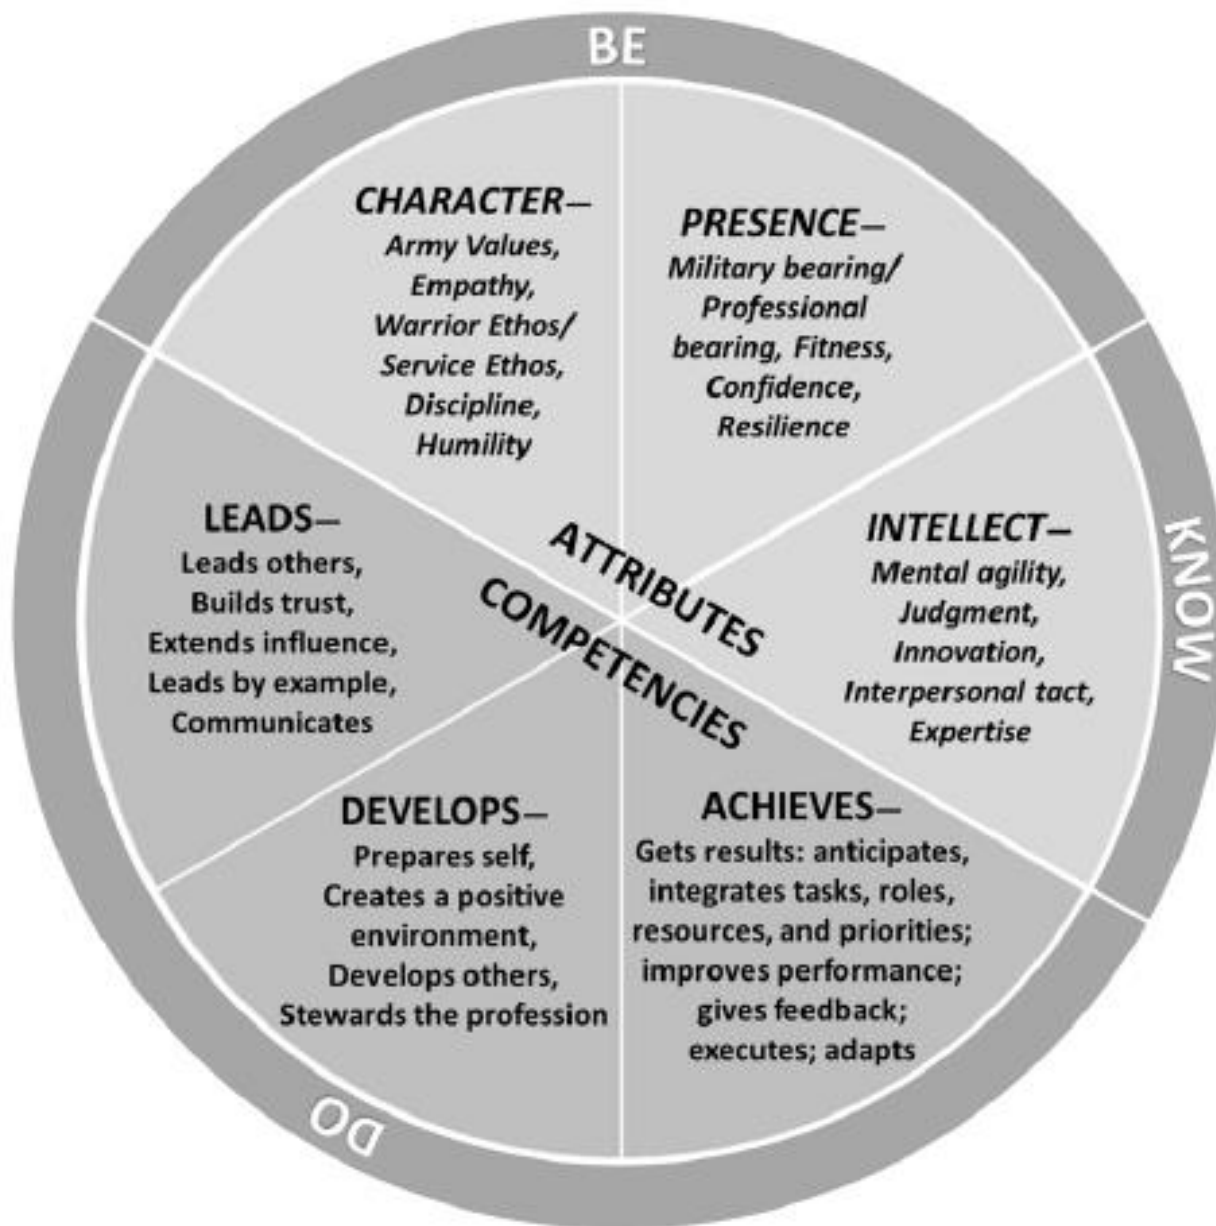 BE
CHARACTER—
Army Values,
Empathy,
Warrior Ethos/
Service Ethos,
Discipline,
Humility
PRESENCE—
Military bearing/
Professional
bearing, Fitness,
Confidence,
Resilience
KNOW
INTELLECT—
Mental agility,
Judgment,
Innovation,
Interpersonal tact,
Expertise
ATTRIBUTES
COMPETENCIES
LEADS—
Leads others,
Builds trust,
Extends influence,
Leads by example,
Communicates
DEVELOPS—
Prepares self,
Creates a positive
environment,
Develops others,
Stewards the profession
ACHIEVES—
Gets results: anticipates,
integrates tasks, roles,
resources, and priorities;
improves performance;
gives feedback;
executes; adapts
DO